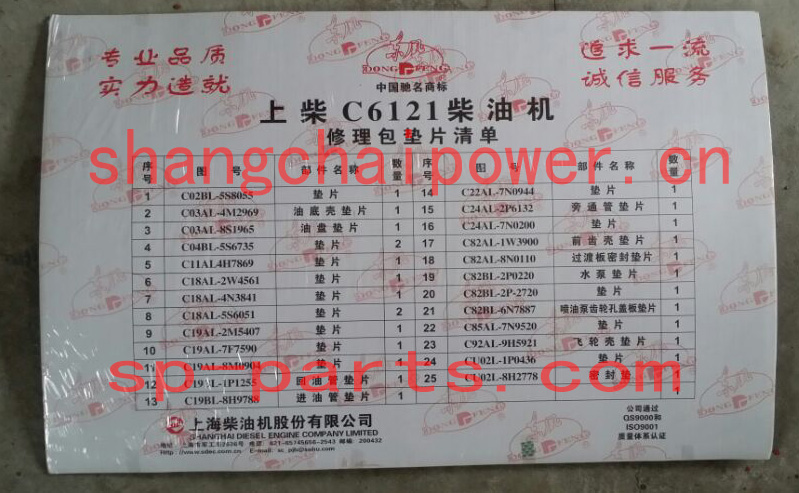 专业品质
实力造就
DONG FENG
中国驰名商标
追求一流
诚信服务
上柴C6121柴油机
修理包垫片清单
shangchaipower.cn
序号 图号 部件名称 数量 序号 图号 部件名称 数量
1 C02BL-5S8055 垫片 1 14 C22AL-7N0944 垫片 1
2 C03AL-4M2969 油底壳垫片 1 15 C24AL-2P6132 旁通管垫片 1
3 C03AL-8S1965 油盘垫片 1 16 C24AL-7N0200 垫片 1
4 C04BL-5S6735 垫片 2 17 C82AL-1W3900 前齿壳垫片 1
5 C11AL4H7869 垫片 1 18 C82AL-8N0110 过渡板密封垫片 1
6 C18AL-2W4561 垫片 1 19 C82BL-2P0220 水泵垫片 1
7 C18AL-4N3841 垫片 1 20 C82BL-2P-2720 垫片 1
8 C18AL-5S6051 垫片 2 21 C82BL-6N7887 喷油泵齿轮孔盖板垫片 1
9 C19AL-2M5407 垫片 1 22 C85AL-7N9520 垫片 1
10 C19AL-7F7590 垫片 1 23 C92AL-9H5921 飞轮壳垫片 1
11 C19AL-8M0904 垫片 1 24 CU02L-1P0436 垫片 1
12 C19AL-1P1255 回油管垫片 1 25 CU02L-8H2778 密封垫 1
13 C19BL-8H9788 进油管垫片 1
spcparts.com
上海柴油机股份有限公司
SHANGHAI DIESEL ENGINE COMPANY LIMITED
公司通过
QS9000和
ISO9001
质量体系认证